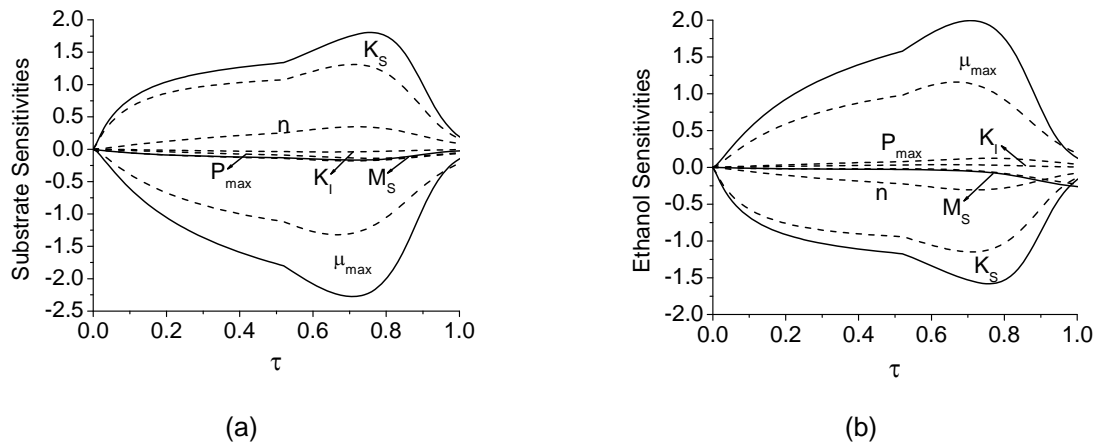 2.0
1.5
1.0
0.5
0.0
-0.5
-1.0
-1.5
-2.0
-2.5
Substrate Sensitivities
K_S
n
P_max
K_I
M_S
μ_max
0.0 0.2 0.4 0.6 0.8 1.0
τ
(a)
2.0
1.5
1.0
0.5
0.0
-0.5
-1.0
-1.5
-2.0
Ethanol Sensitivities
μ_max
P_max
K_I
n
M_S
K_S
0.0 0.2 0.4 0.6 0.8 1.0
τ
(b)